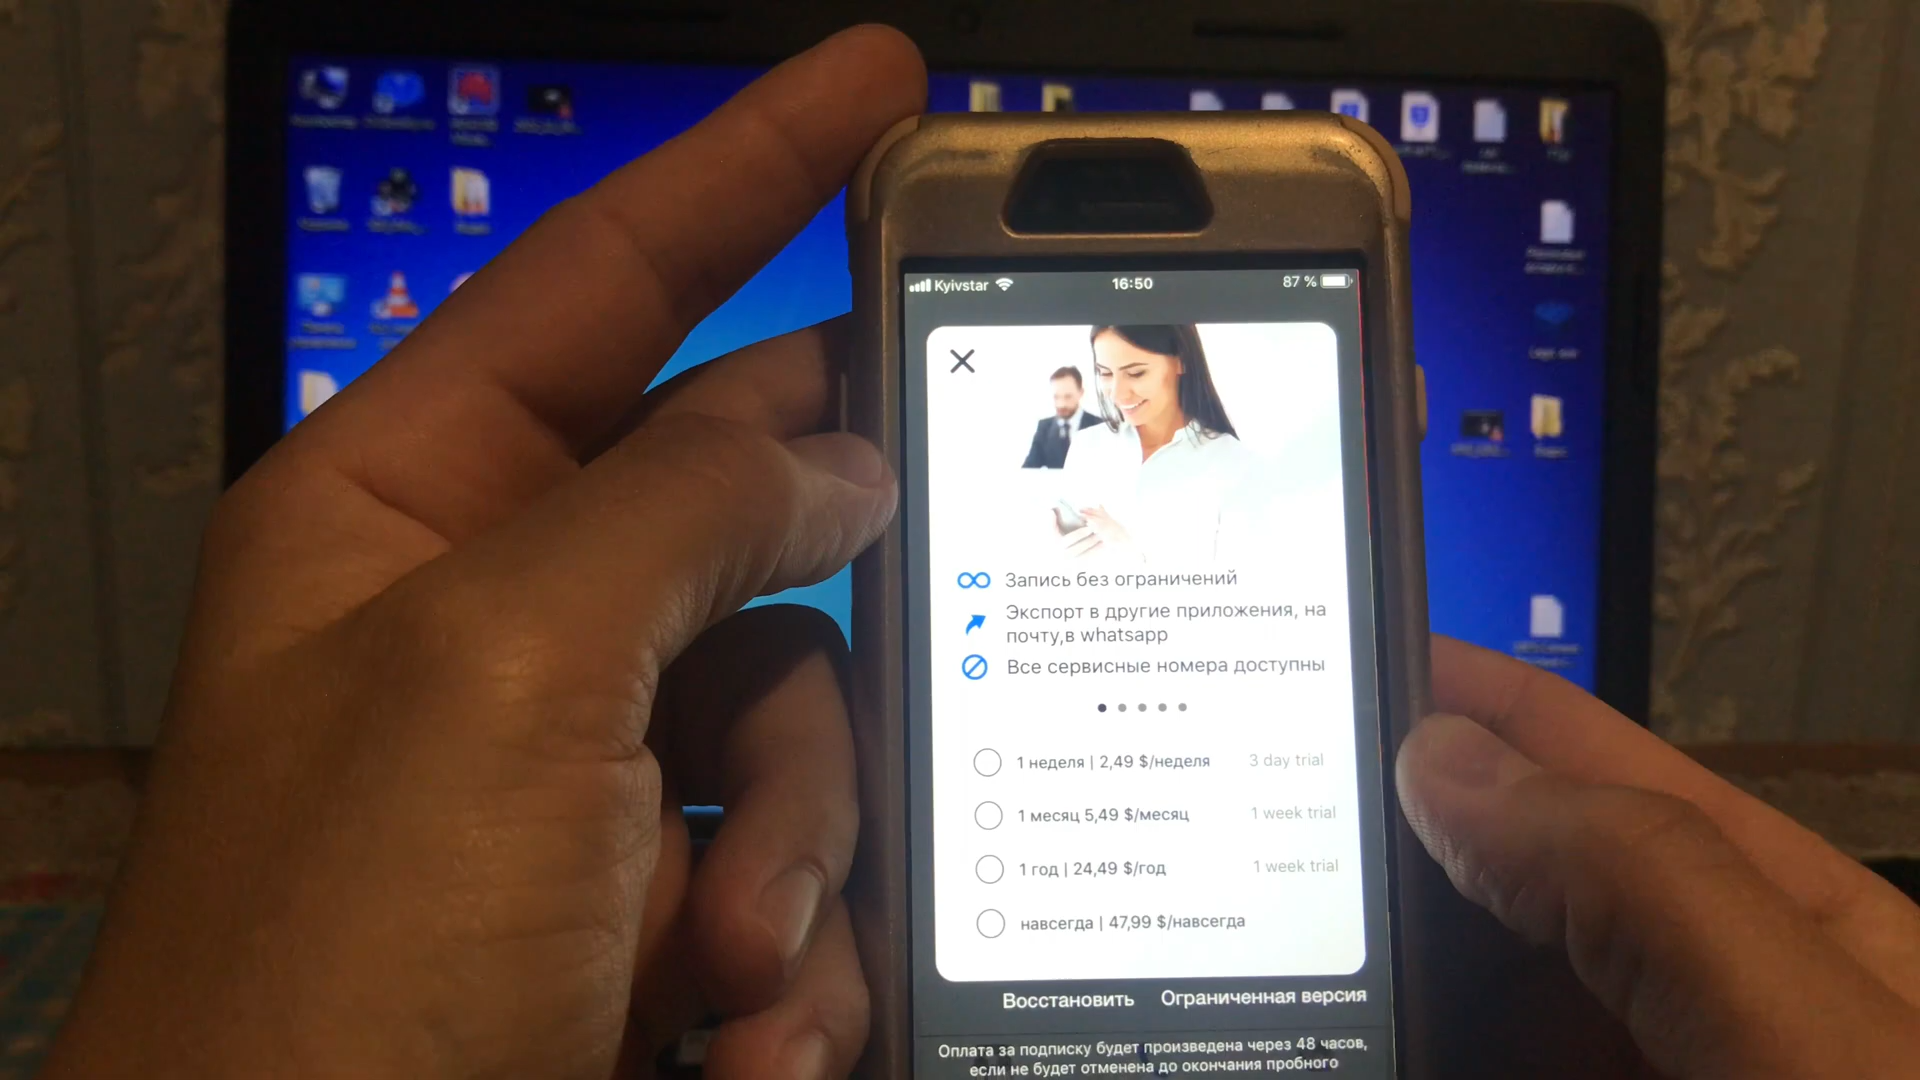 Kyivstar
16:50
87 %
Запись без ограничений
Экспорт в другие приложения, на
почту,в whatsapp
Все сервисные номера доступны
1 неделя | 2,49 $/неделя 3 day trial
1 месяц 5,49 $/месяц 1 week trial
1 год | 24,49 $/год 1 week trial
навсегда | 47,99 $/навсегда
Восстановить Ограниченная версия
Оплата за подписку будет произведена через 48 часов,
если не будет отменена до окончания пробного